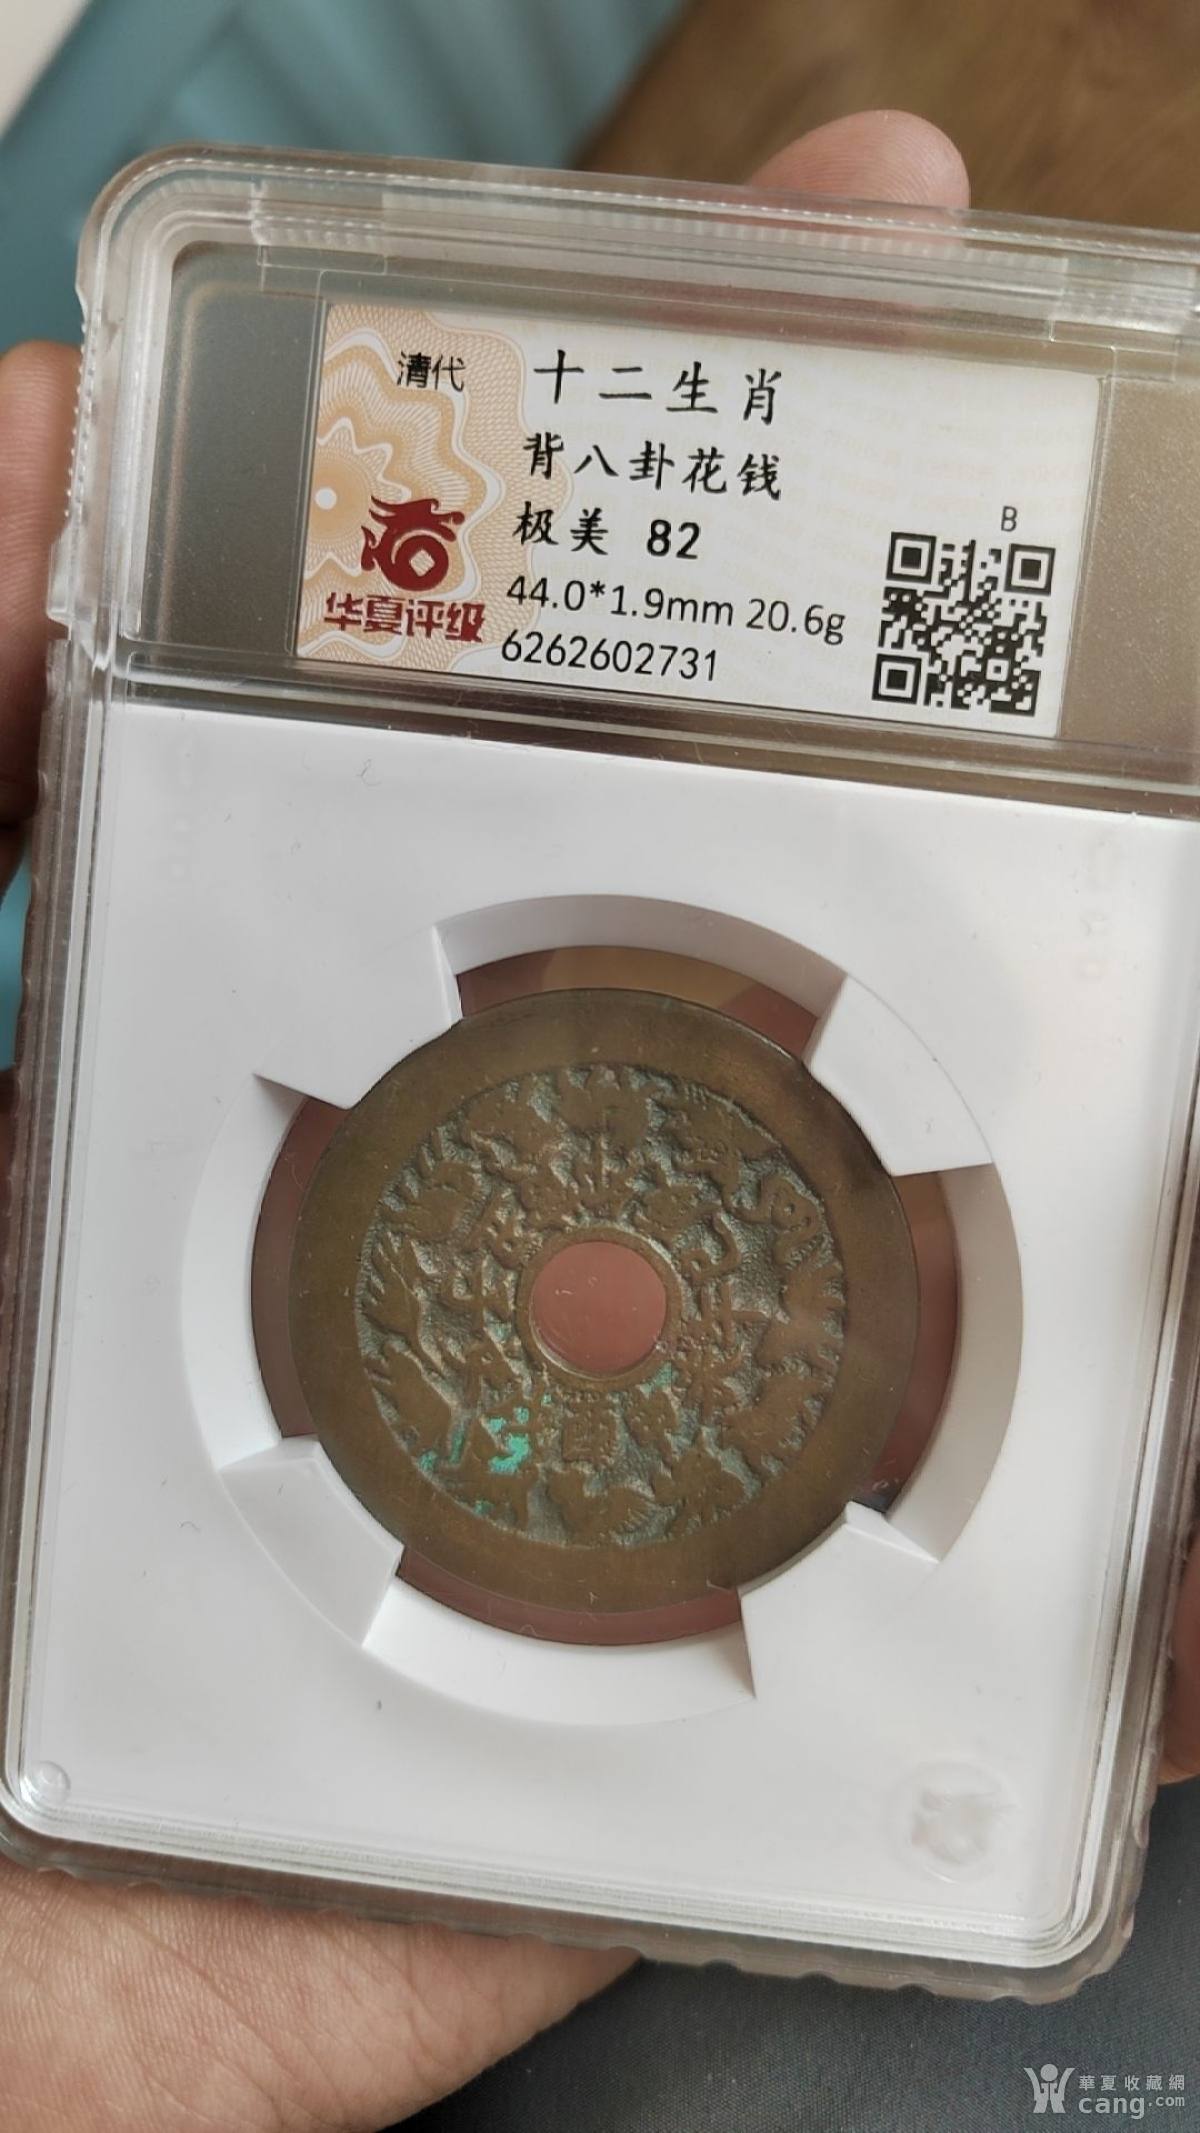 清代
十二生肖
背八卦花钱
极美 82
44.0*1.9mm 20.6g
6262602731
B
华夏评级
華夏收藏網
cang.com